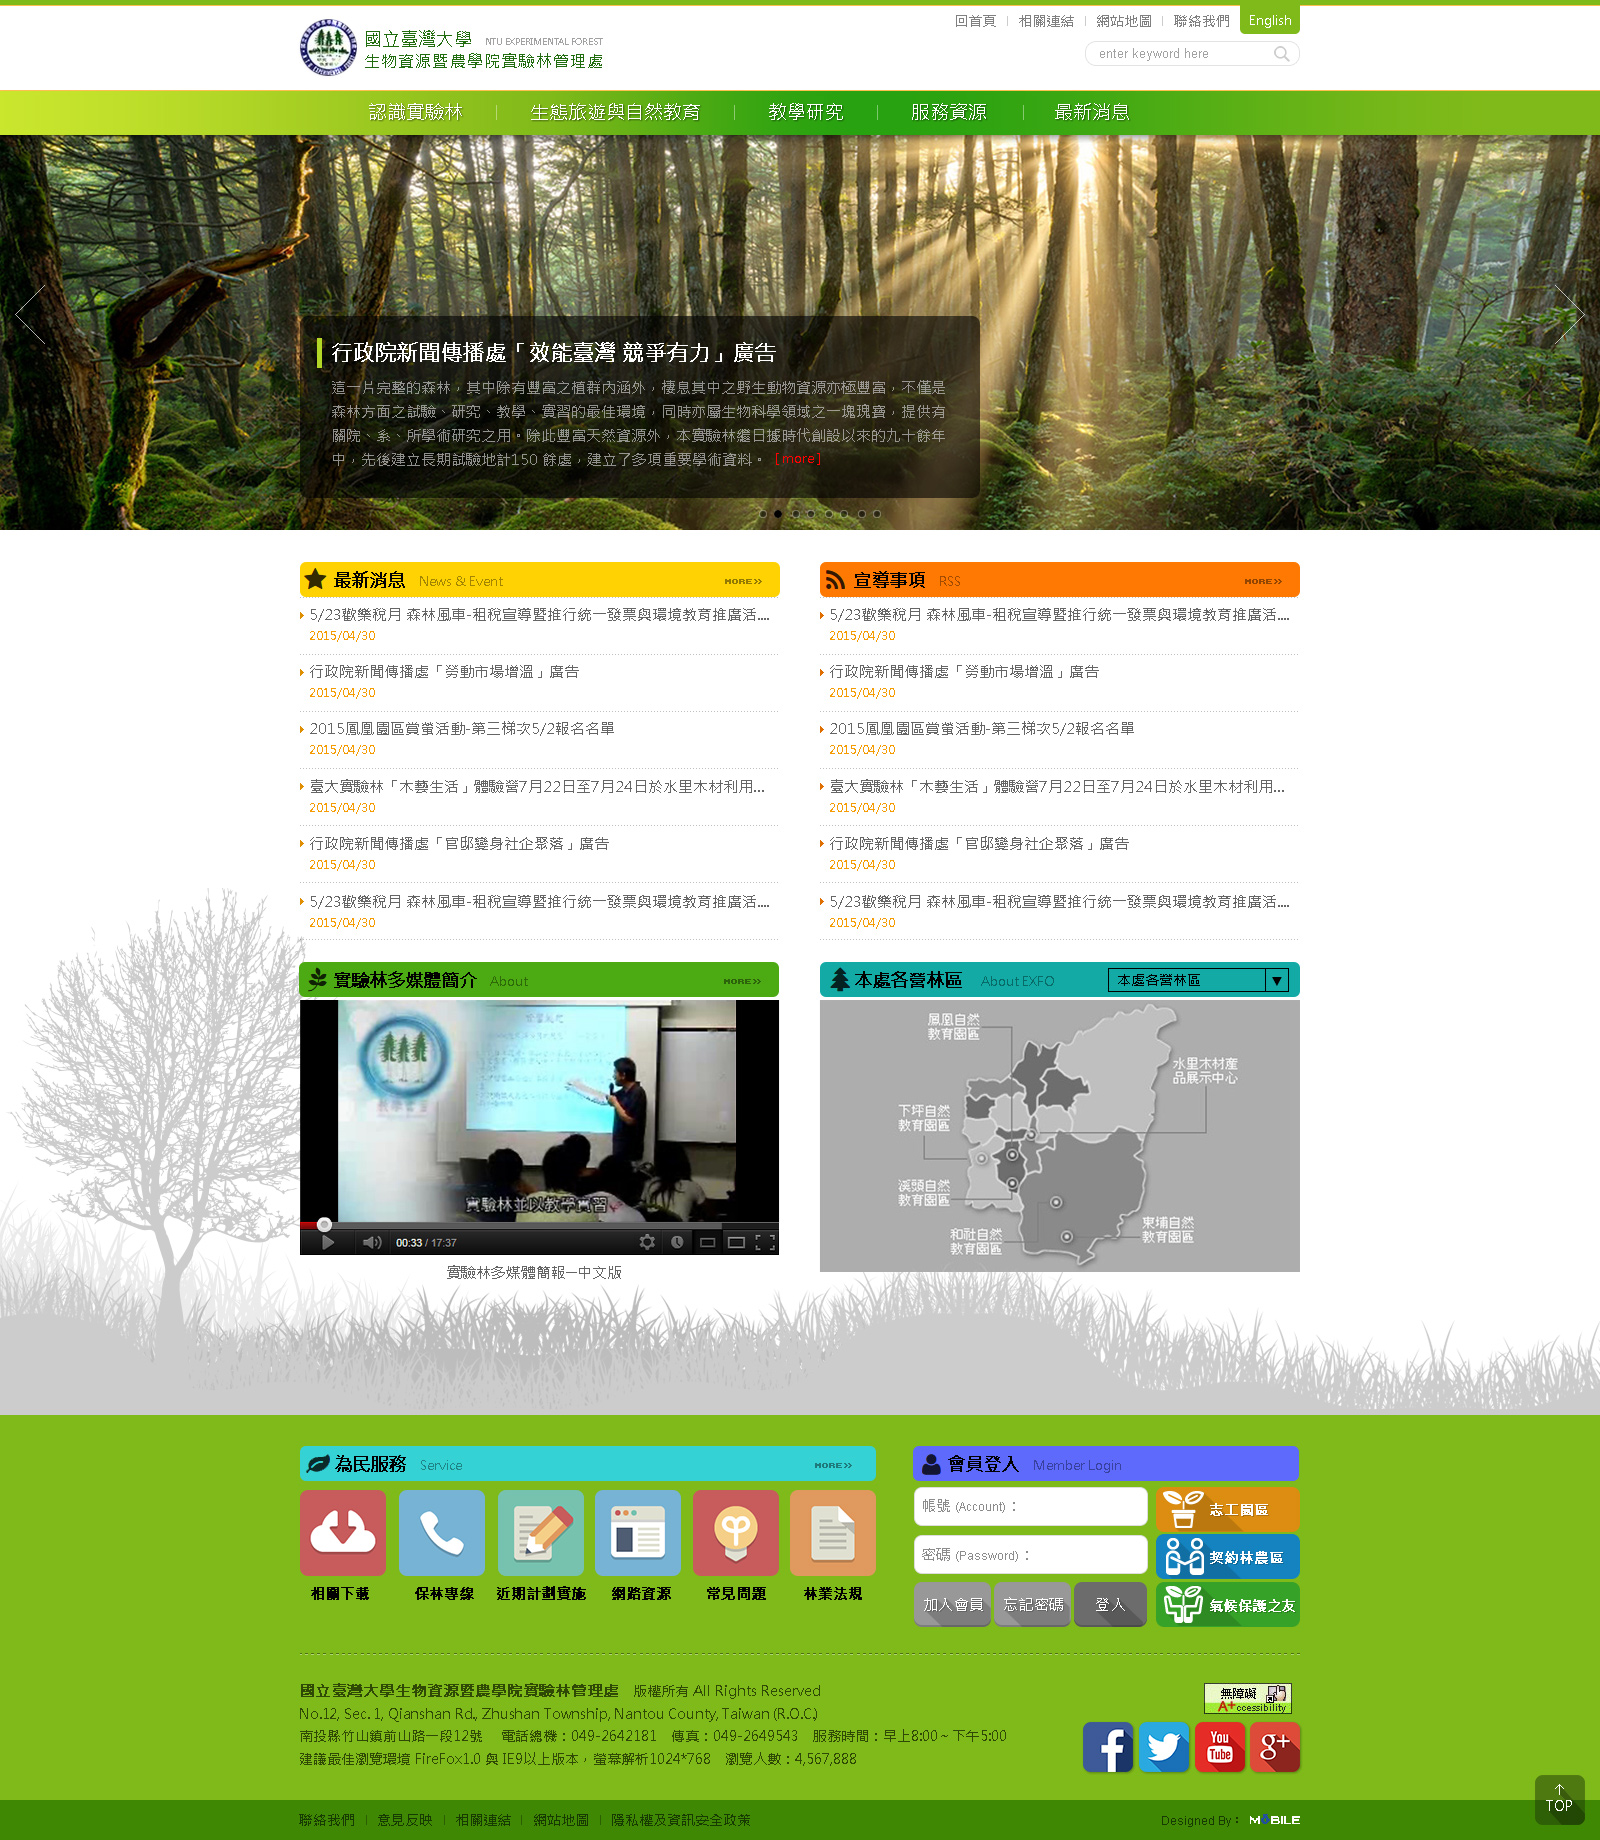 回首頁 | 相關連結 | 網站地圖 | 聯絡我們 English
國立臺灣大學 NTU EXPERIMENTAL FOREST
生物資源暨農學院實驗林管理處
enter keyword here
認識實驗林 | 生態旅遊與自然教育 | 教學研究 | 服務資源 | 最新消息
行政院新聞傳播處「效能臺灣 競爭有力」廣告
這一片完整的森林，其中除有豐富之植群內涵外，棲息其中之野生動物資源亦極豐富，不僅是
森林方面之試驗、研究、教學、實習的最佳環境，同時亦屬生物科學領域之一塊瑰寶，提供有
關院、系、所學術研究之用。除此豐富天然資源外，本實驗林繼日據時代創設以來的九十餘年
中，先後建立長期試驗地計150 餘處，建立了多項重要學術資料。 [more]
最新消息 News & Event MORE>>
5/23歡樂稅月 森林風車-租稅宣導暨推行統一發票與環境教育推廣活....
2015/04/30
行政院新聞傳播處「勞動市場增溫」廣告
2015/04/30
2015鳳凰園區賞螢活動-第三梯次5/2報名名單
2015/04/30
臺大實驗林「木藝生活」體驗營7月22日至7月24日於水里木材利用...
2015/04/30
行政院新聞傳播處「官邸變身社企聚落」廣告
2015/04/30
5/23歡樂稅月 森林風車-租稅宣導暨推行統一發票與環境教育推廣活....
2015/04/30
宣導事項 RSS MORE>>
5/23歡樂稅月 森林風車-租稅宣導暨推行統一發票與環境教育推廣活....
2015/04/30
行政院新聞傳播處「勞動市場增溫」廣告
2015/04/30
2015鳳凰園區賞螢活動-第三梯次5/2報名名單
2015/04/30
臺大實驗林「木藝生活」體驗營7月22日至7月24日於水里木材利用...
2015/04/30
行政院新聞傳播處「官邸變身社企聚落」廣告
2015/04/30
5/23歡樂稅月 森林風車-租稅宣導暨推行統一發票與環境教育推廣活....
2015/04/30
實驗林多媒體簡介 About MORE>>
實驗林並以教學實習
00:33 / 17:37
實驗林多媒體簡報—中文版
本處各營林區 About EXFO 本處各營林區
鳳凰自然
教育園區
水里木材產
品展示中心
下坪自然
教育園區
溪頭自然
教育園區
和社自然
教育園區
東埔自然
教育園區
為民服務 Service MORE>>
相關下載 保林專線 近期計劃實施 網路資源 常見問題 林業法規
會員登入 Member Login
帳號 (Account)：
密碼 (Password)：
加入會員 忘記密碼 登入
志工園區
契約林農區
氣候保護之友
國立臺灣大學生物資源暨農學院實驗林管理處 版權所有 All Rights Reserved
No.12, Sec. 1, Qianshan Rd., Zhushan Township, Nantou County, Taiwan (R.O.C.)
南投縣竹山鎮前山路一段12號 電話總機：049-2642181 傳真：049-2649543 服務時間：早上8:00 ~ 下午5:00
建議最佳瀏覽環境 FireFox1.0 與 IE9以上版本，螢幕解析1024*768 瀏覽人數：4,567,888
無障礙
A+ccessibility
You
Tube
g+
TOP
聯絡我們 | 意見反映 | 相關連結 | 網站地圖 | 隱私權及資訊安全政策
Designed By： MOBILE